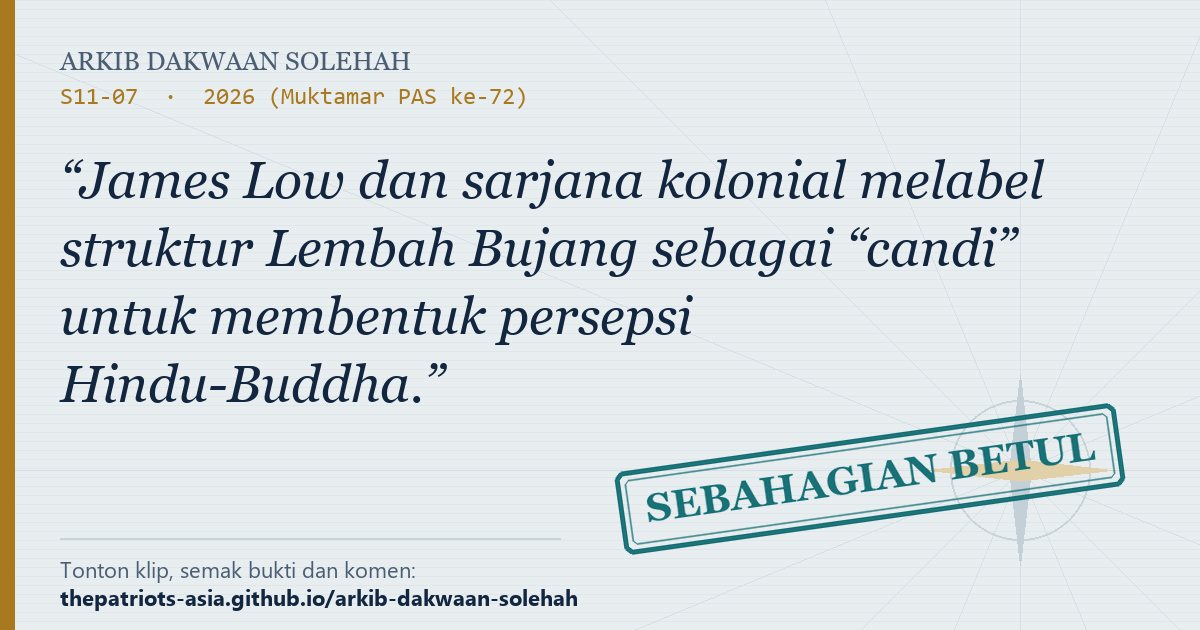 ARKIB DAKWAAN SOLEHAH
S11-07 · 2026 (Muktamar PAS ke-72)
“James Low dan sarjana kolonial melabel
struktur Lembah Bujang sebagai “candi”
untuk membentuk persepsi
Hindu-Buddha.”
SEBAHAGIAN BETUL
Tonton klip, semak bukti dan komen:
thepatriots-asia.github.io/arkib-dakwaan-solehah